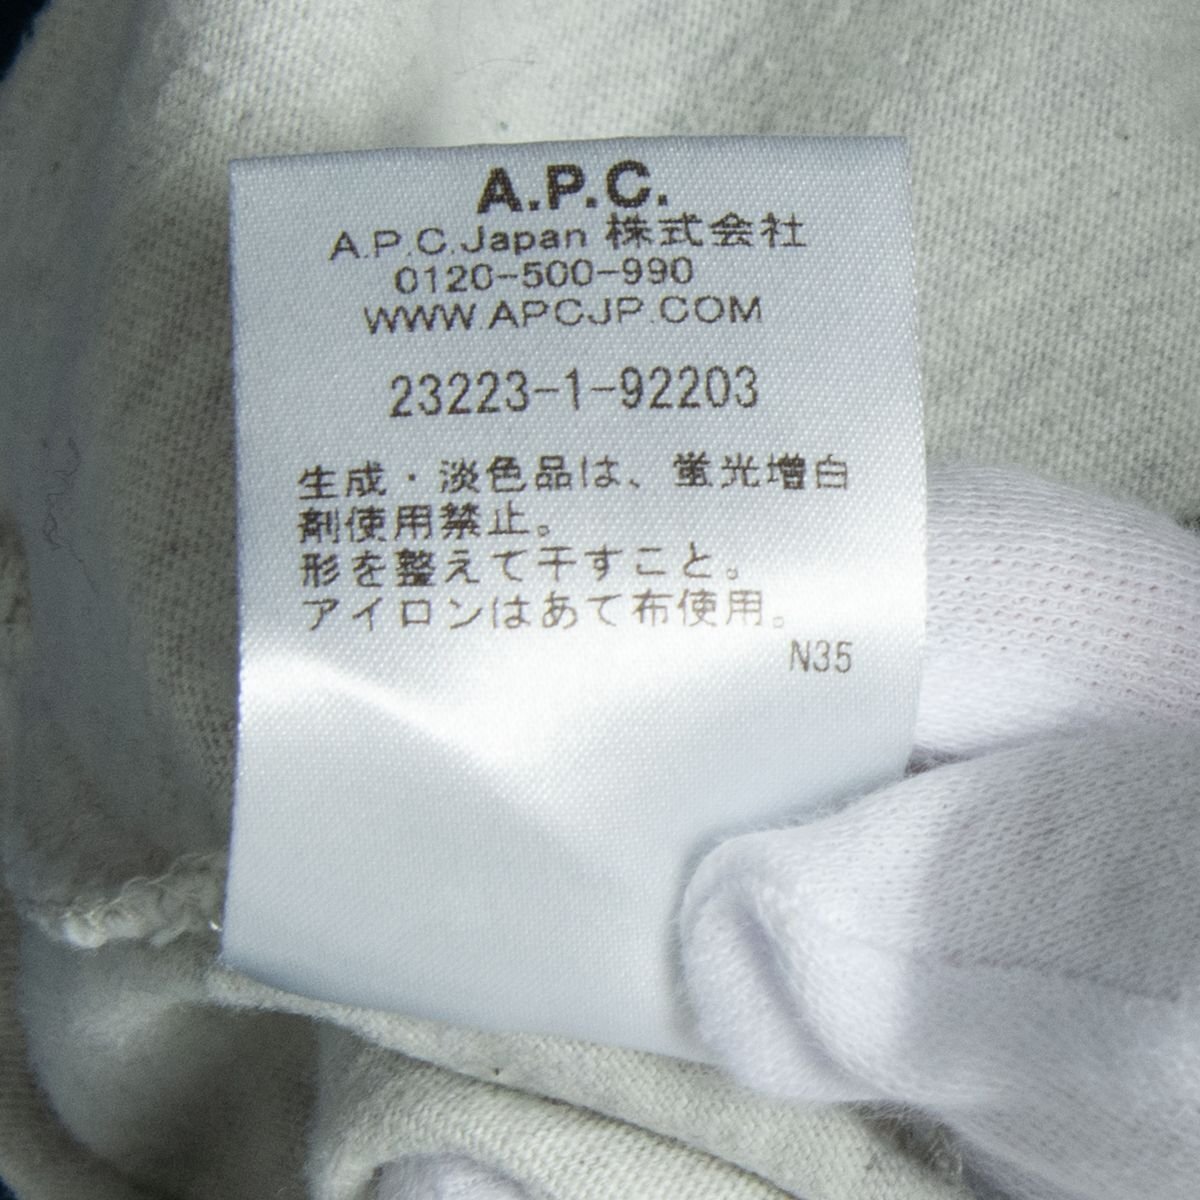 A.P.C.
A.P.C.Japan 株式会社
0120-500-990
WWW.APCJP.COM
23223-1-92203
生成・淡色品は、蛍光増白
剤使用禁止。
形を整えて干すこと。
アイロンはあて布使用。
N35